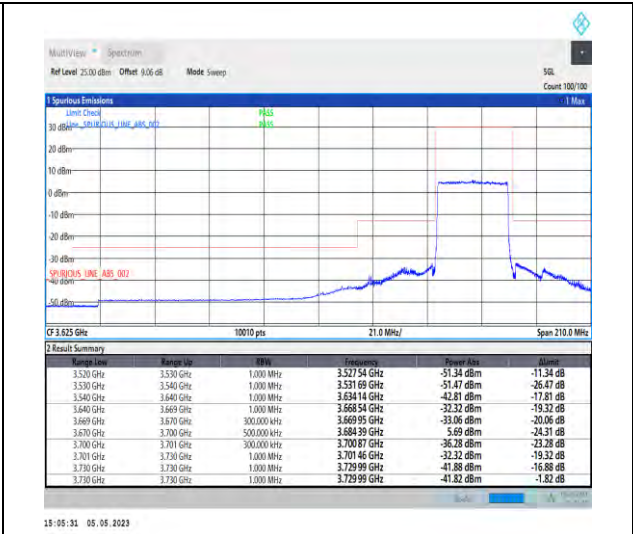 MultiView Spectrum
Ref Level 25.00 dBm Offset 9.06 dB Mode Sweep SGL
Count 100/100
1 Spurious Emissions 1 Max
Limit Check PASS
30 dBm Line _SPURIOUS_LINE_ABS_002 PASS
20 dBm
10 dBm
0 dBm
-10 dBm
-20 dBm
-30 dBm
_SPURIOUS_LINE_ABS_002
-40 dBm
-50 dBm
CF 3.625 GHz 10010 pts 21.0 MHz/ Span 210.0 MHz
2 Result Summary
Range Low Range Up RBW Frequency Power Abs ΔLimit
3.520 GHz 3.530 GHz 1.000 MHz 3.527 54 GHz -51.34 dBm -11.34 dB
3.530 GHz 3.540 GHz 1.000 MHz 3.531 69 GHz -51.47 dBm -26.47 dB
3.540 GHz 3.640 GHz 1.000 MHz 3.634 14 GHz -42.81 dBm -17.81 dB
3.640 GHz 3.669 GHz 1.000 MHz 3.668 54 GHz -32.32 dBm -19.32 dB
3.669 GHz 3.670 GHz 300.000 kHz 3.669 95 GHz -33.06 dBm -20.06 dB
3.670 GHz 3.700 GHz 500.000 kHz 3.684 39 GHz 5.69 dBm -24.31 dB
3.700 GHz 3.701 GHz 300.000 kHz 3.700 87 GHz -36.28 dBm -23.28 dB
3.701 GHz 3.730 GHz 1.000 MHz 3.701 46 GHz -32.32 dBm -19.32 dB
3.730 GHz 3.730 GHz 1.000 MHz 3.729 99 GHz -41.88 dBm -16.88 dB
3.730 GHz 3.730 GHz 1.000 MHz 3.729 99 GHz -41.82 dBm -1.82 dB
15:05:31 05.05.2023